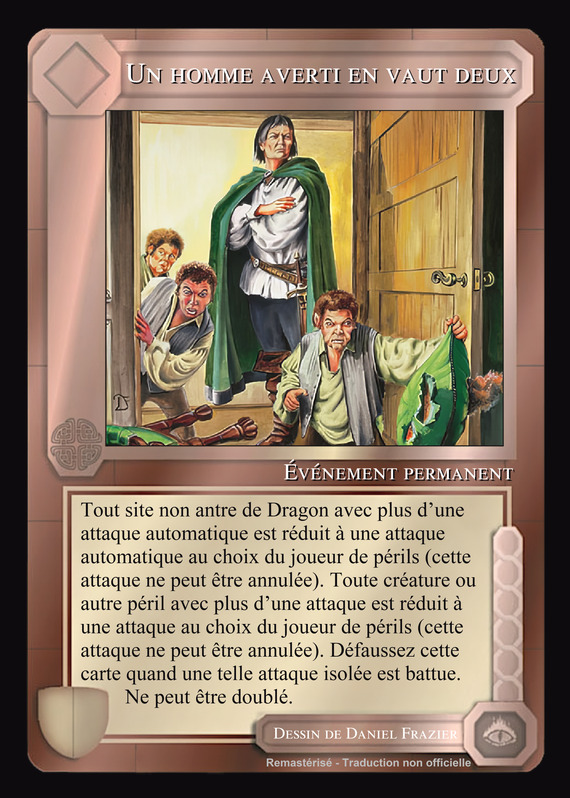 Un homme averti en vaut deux
Événement permanent
Tout site non antre de Dragon avec plus d'une
attaque automatique est réduit à une attaque
automatique au choix du joueur de périls (cette
attaque ne peut être annulée). Toute créature ou
autre péril avec plus d'une attaque est réduit à
une attaque au choix du joueur de périls (cette
attaque ne peut être annulée). Défaussez cette
carte quand une telle attaque isolée est battue.
Ne peut être doublé.
Dessin de Daniel Frazier
Remastérisé - Traduction non officielle